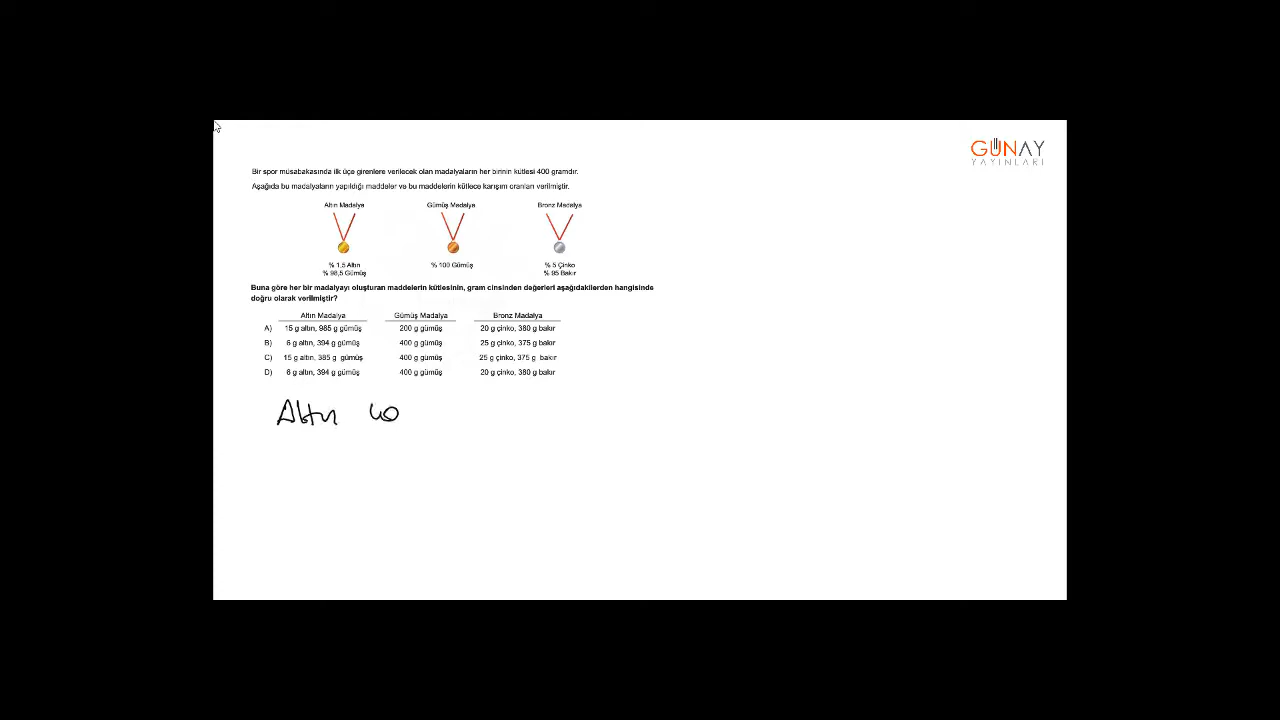 GÜNAY
YAYINLARI
Bir spor müsabakasında ilk üçe girenlere verilecek olan madalyaların her birinin kütlesi 400 gramdır.
Aşağıda bu madalyaların yapıldığı maddeler ve bu maddelerin kütlece karışım oranları verilmiştir.
Altın Madalya Gümüş Madalya Bronz Madalya
% 1,5 Altın % 100 Gümüş % 5 Çinko
% 98,5 Gümüş % 95 Bakır
Buna göre her bir madalyayı oluşturan maddelerin kütlesinin, gram cinsinden değerleri aşağıdakilerden hangisinde
doğru olarak verilmiştir?
Altın Madalya Gümüş Madalya Bronz Madalya
A) 15 g altın, 985 g gümüş 200 g gümüş 20 g çinko, 380 g bakır
B) 6 g altın, 394 g gümüş 400 g gümüş 25 g çinko, 375 g bakır
C) 15 g altın, 385 g gümüş 400 g gümüş 25 g çinko, 375 g bakır
D) 6 g altın, 394 g gümüş 400 g gümüş 20 g çinko, 380 g bakır
Altın 40